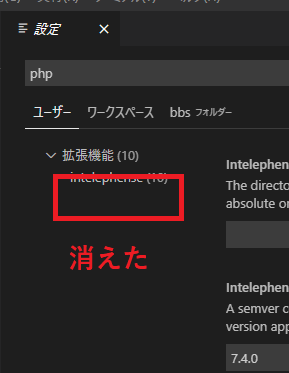 設定
php
ユーザー
ワークスペース
bbs フォルダー
拡張機能 (10)
intelephense (10)
消えた
Intelephen
The directo
absolute or
Intelephen
A semver c
version app
7.4.0